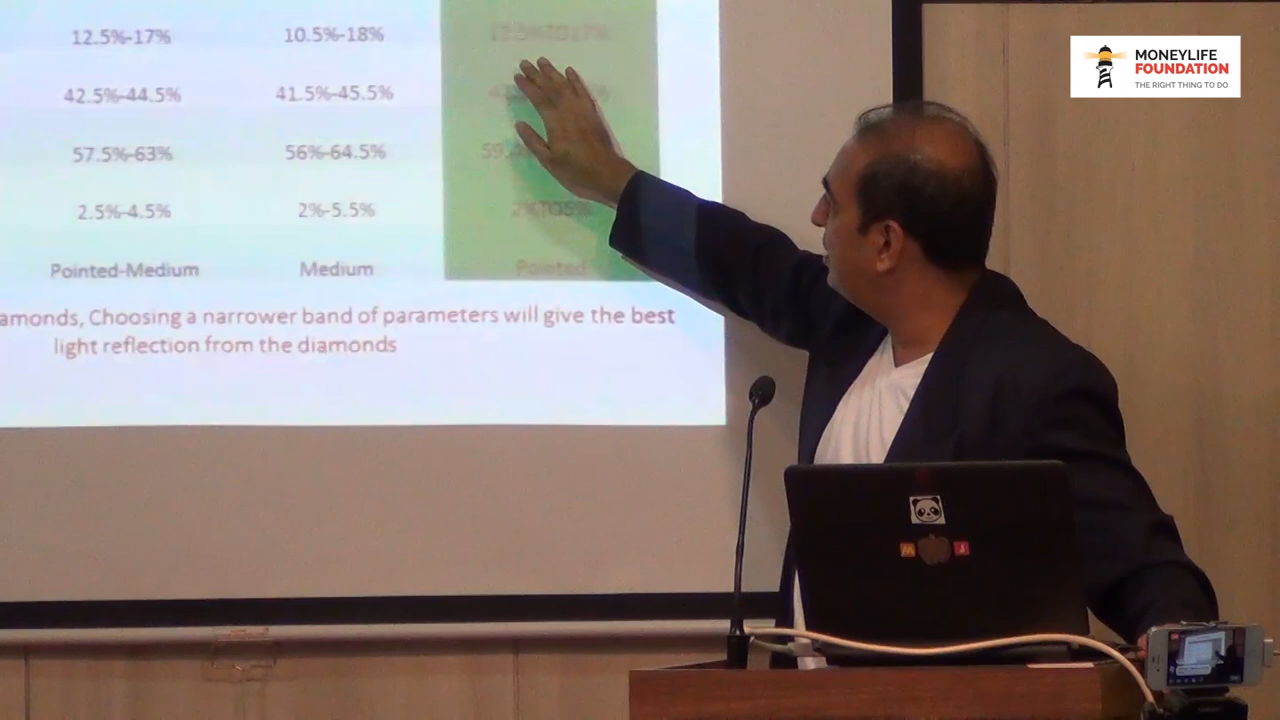 12.5%-17% 10.5%-18%
42.5%-44.5% 41.5%-45.5%
57.5%-63% 56%-64.5%
2.5%-4.5% 2%-5.5%
Pointed-Medium Medium Pointed
amonds, Choosing a narrower band of parameters will give the best
light reflection from the diamonds
MONEYLIFE
FOUNDATION
THE RIGHT THING TO DO